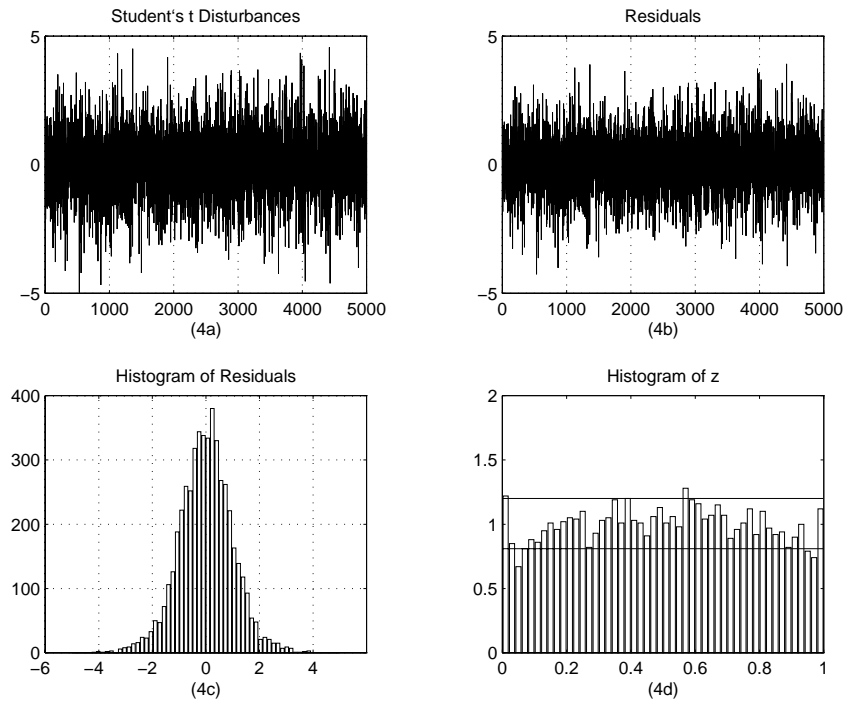 Student‘s t Disturbances
5
0
−5
0 1000 2000 3000 4000 5000
(4a)
Residuals
5
0
−5
0 1000 2000 3000 4000 5000
(4b)
Histogram of Residuals
400
300
200
100
0
−6 −4 −2 0 2 4
(4c)
Histogram of z
2
1.5
1
0.5
0
0 0.2 0.4 0.6 0.8 1
(4d)